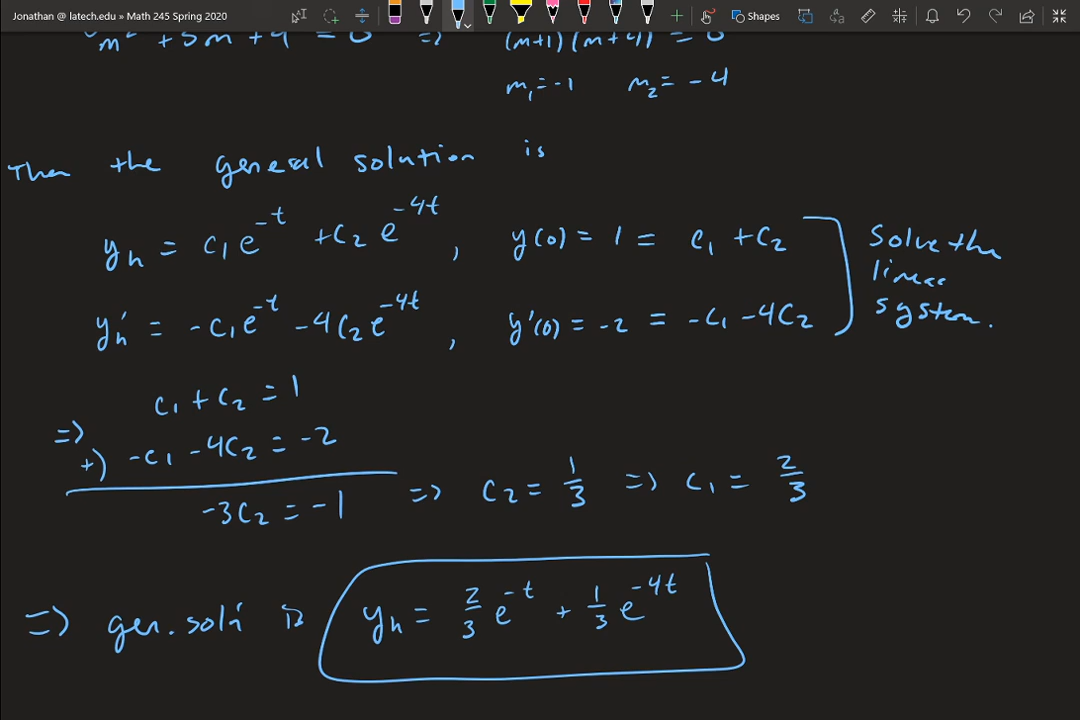 Jonathan @ latech.edu » Math 245 Spring 2020
Shapes
m² + 5m + 4 = 0 => (m+1)(m+4) = 0
m₁ = -1 m₂ = -4
Then the general solution is
yₕ = c₁e^{-t} + c₂e^{-4t}, y(0) = 1 = c₁ + c₂
yₕ' = -c₁e^{-t} - 4c₂e^{-4t}, y'(0) = -2 = -c₁ - 4c₂
Solve the
linear
system.
c₁ + c₂ = 1
=> +) -c₁ - 4c₂ = -2
-3c₂ = -1 => c₂ = 1/3 => c₁ = 2/3
=> gen. soln is yₕ = 2/3 e^{-t} + 1/3 e^{-4t}